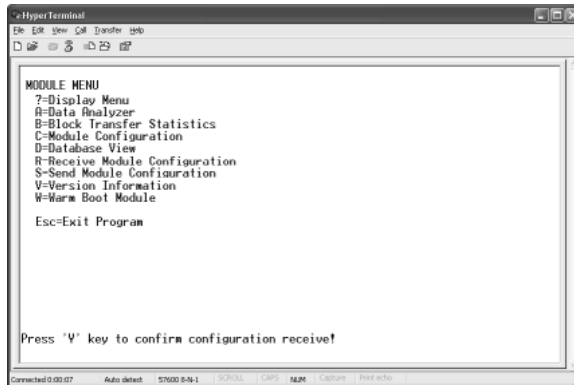 HyperTerminal
File Edit View Call Transfer Help
MODULE MENU
?=Display Menu
A=Data Analyzer
B=Block Transfer Statistics
C=Module Configuration
D=Database View
R=Receive Module Configuration
S=Send Module Configuration
V=Version Information
W=Warm Boot Module
Esc=Exit Program
Press 'Y' key to confirm configuration receive!
Connected 0:00:07 Auto detect 57600 8-N-1 SCROLL CAPS NUM Capture Print echo